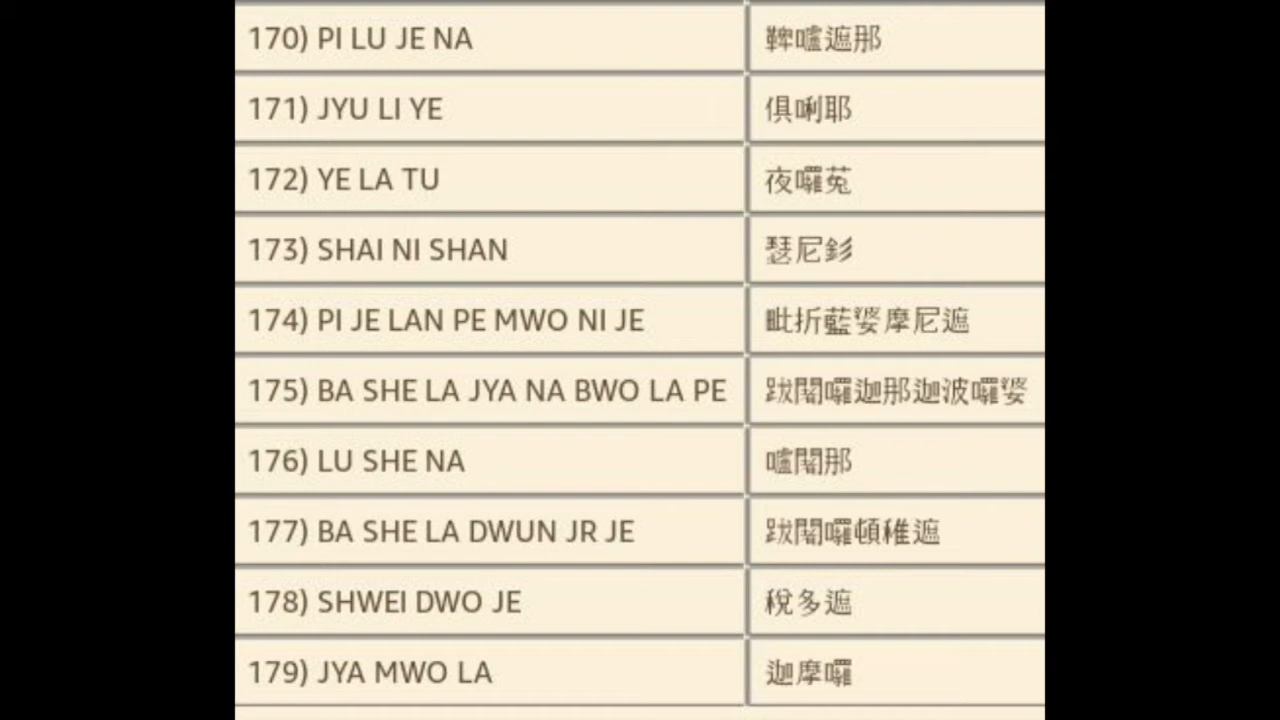 170) PI LU JE NA 鞞嚧遮那
171) JYU LI YE 俱唎耶
172) YE LA TU 夜囉菟
173) SHAI NI SHAN 瑟尼釤
174) PI JE LAN PE MWO NI JE 毗折藍婆摩尼遮
175) BA SHE LA JYA NA BWO LA PE 跋闍囉迦那迦波囉婆
176) LU SHE NA 嚧闍那
177) BA SHE LA DWUN JR JE 跋闍囉頓稚遮
178) SHWEI DWO JE 稅多遮
179) JYA MWO LA 迦摩囉